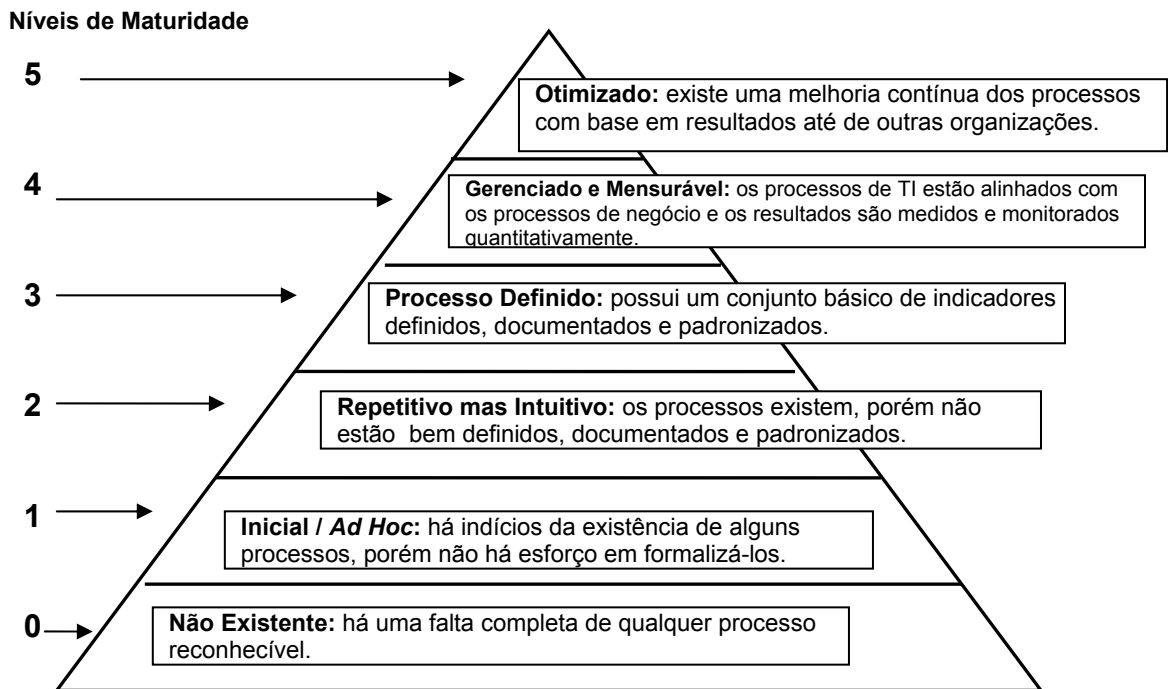 Níveis de Maturidade
5
Otimizado: existe uma melhoria contínua dos processos
com base em resultados até de outras organizações.
4
Gerenciado e Mensurável: os processos de TI estão alinhados com
os processos de negócio e os resultados são medidos e monitorados
quantitativamente.
3
Processo Definido: possui um conjunto básico de indicadores
definidos, documentados e padronizados.
2
Repetitivo mas Intuitivo: os processos existem, porém não
estão bem definidos, documentados e padronizados.
1
Inicial / Ad Hoc: há indícios da existência de alguns
processos, porém não há esforço em formalizá-los.
0
Não Existente: há uma falta completa de qualquer processo
reconhecível.